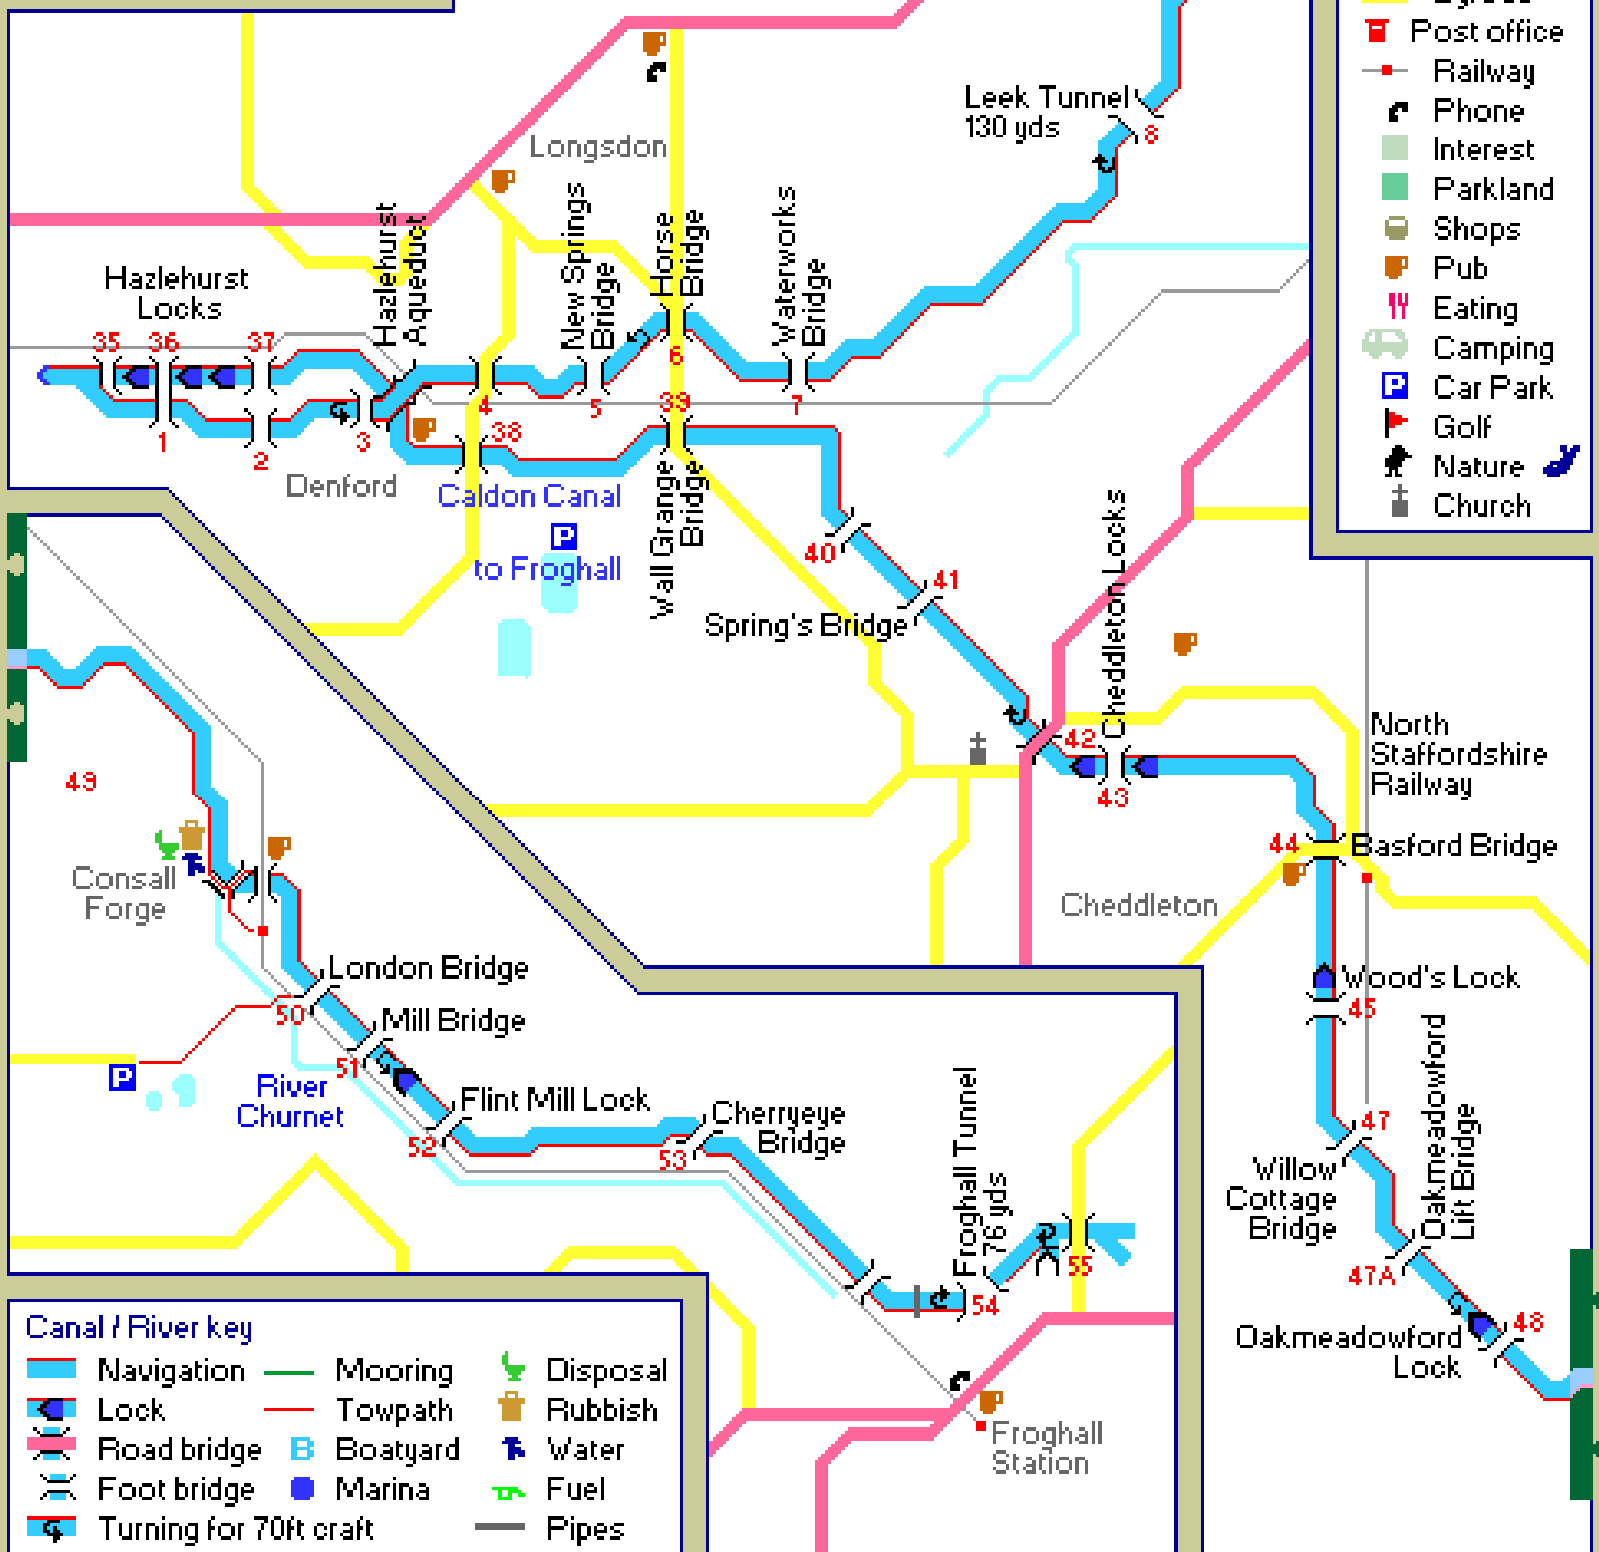 Post office
Railway
Phone
Interest
Parkland
Shops
Pub
Eating
Camping
P Car Park
Golf
Nature
Church
Leek Tunnel
130 yds
8
Longsdon
Hazlehurst
Aqueduct
New Springs
Bridge
Horse
Bridge
Waterworks
Bridge
Hazlehurst
Locks
35 36 37
1
2
3
4
5
6
7
38
39
Denford
Caldon Canal
P
to Froghall
Wall Grange
Bridge
40
41
Spring's Bridge
Cheddleton Locks
42
43
North
Staffordshire
Railway
44
Basford Bridge
Cheddleton
Wood's Lock
45
47
Willow
Cottage
Bridge
Oakmeadowford
Lift Bridge
47A
48
Oakmeadowford
Lock
49
Consall
Forge
London Bridge
50
Mill Bridge
51
P
River
Churnet
Flint Mill Lock
52
Cherryeye
Bridge
53
Froghall Tunnel
76 yds
54
55
Froghall
Station
Canal / River key
Navigation
Mooring
Disposal
Lock
Towpath
Rubbish
Road bridge
B Boatyard
Water
Foot bridge
Marina
Fuel
Turning for 70ft craft
Pipes